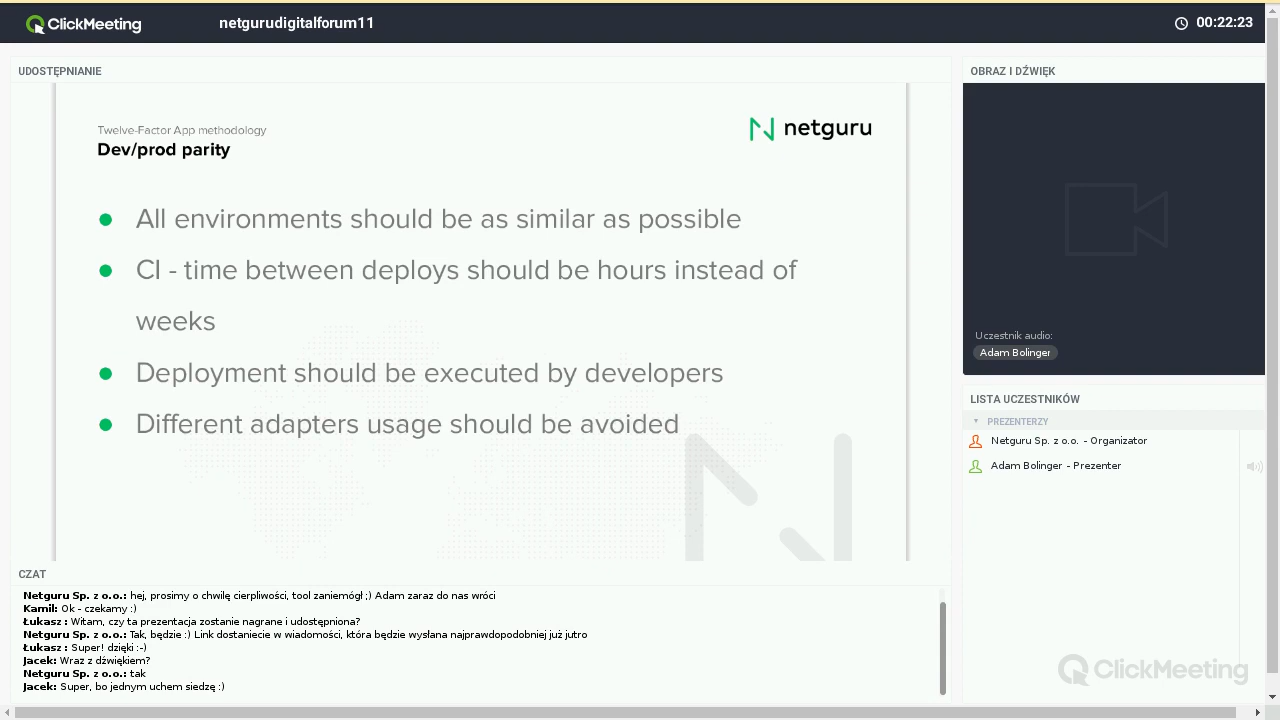 ClickMeeting
netgurudigitalforum11
00:22:23
UDOSTĘPNIANIE
Twelve-Factor App methodology
Dev/prod parity
netguru
All environments should be as similar as possible
CI - time between deploys should be hours instead of
weeks
Deployment should be executed by developers
Different adapters usage should be avoided
CZAT
Netguru Sp. z o.o.: hej, prosimy o chwilę cierpliwości, tool zaniemógł ;) Adam zaraz do nas wróci
Kamil: Ok - czekamy :)
Łukasz : Witam, czy ta prezentacja zostanie nagrane i udostępniona?
Netguru Sp. z o.o.: Tak, będzie :) Link dostaniecie w wiadomości, która będzie wysłana najprawdopodobniej już jutro
Łukasz : Super! dzięki :-)
Jacek: Wraz z dźwiękiem?
Netguru Sp. z o.o.: tak
Jacek: Super, bo jednym uchem siedzę :)
OBRAZ I DŹWIĘK
Uczestnik audio:
Adam Bolinger
LISTA UCZESTNIKÓW
PREZENTERZY
Netguru Sp. z o.o. - Organizator
Adam Bolinger - Prezenter
ClickMeeting